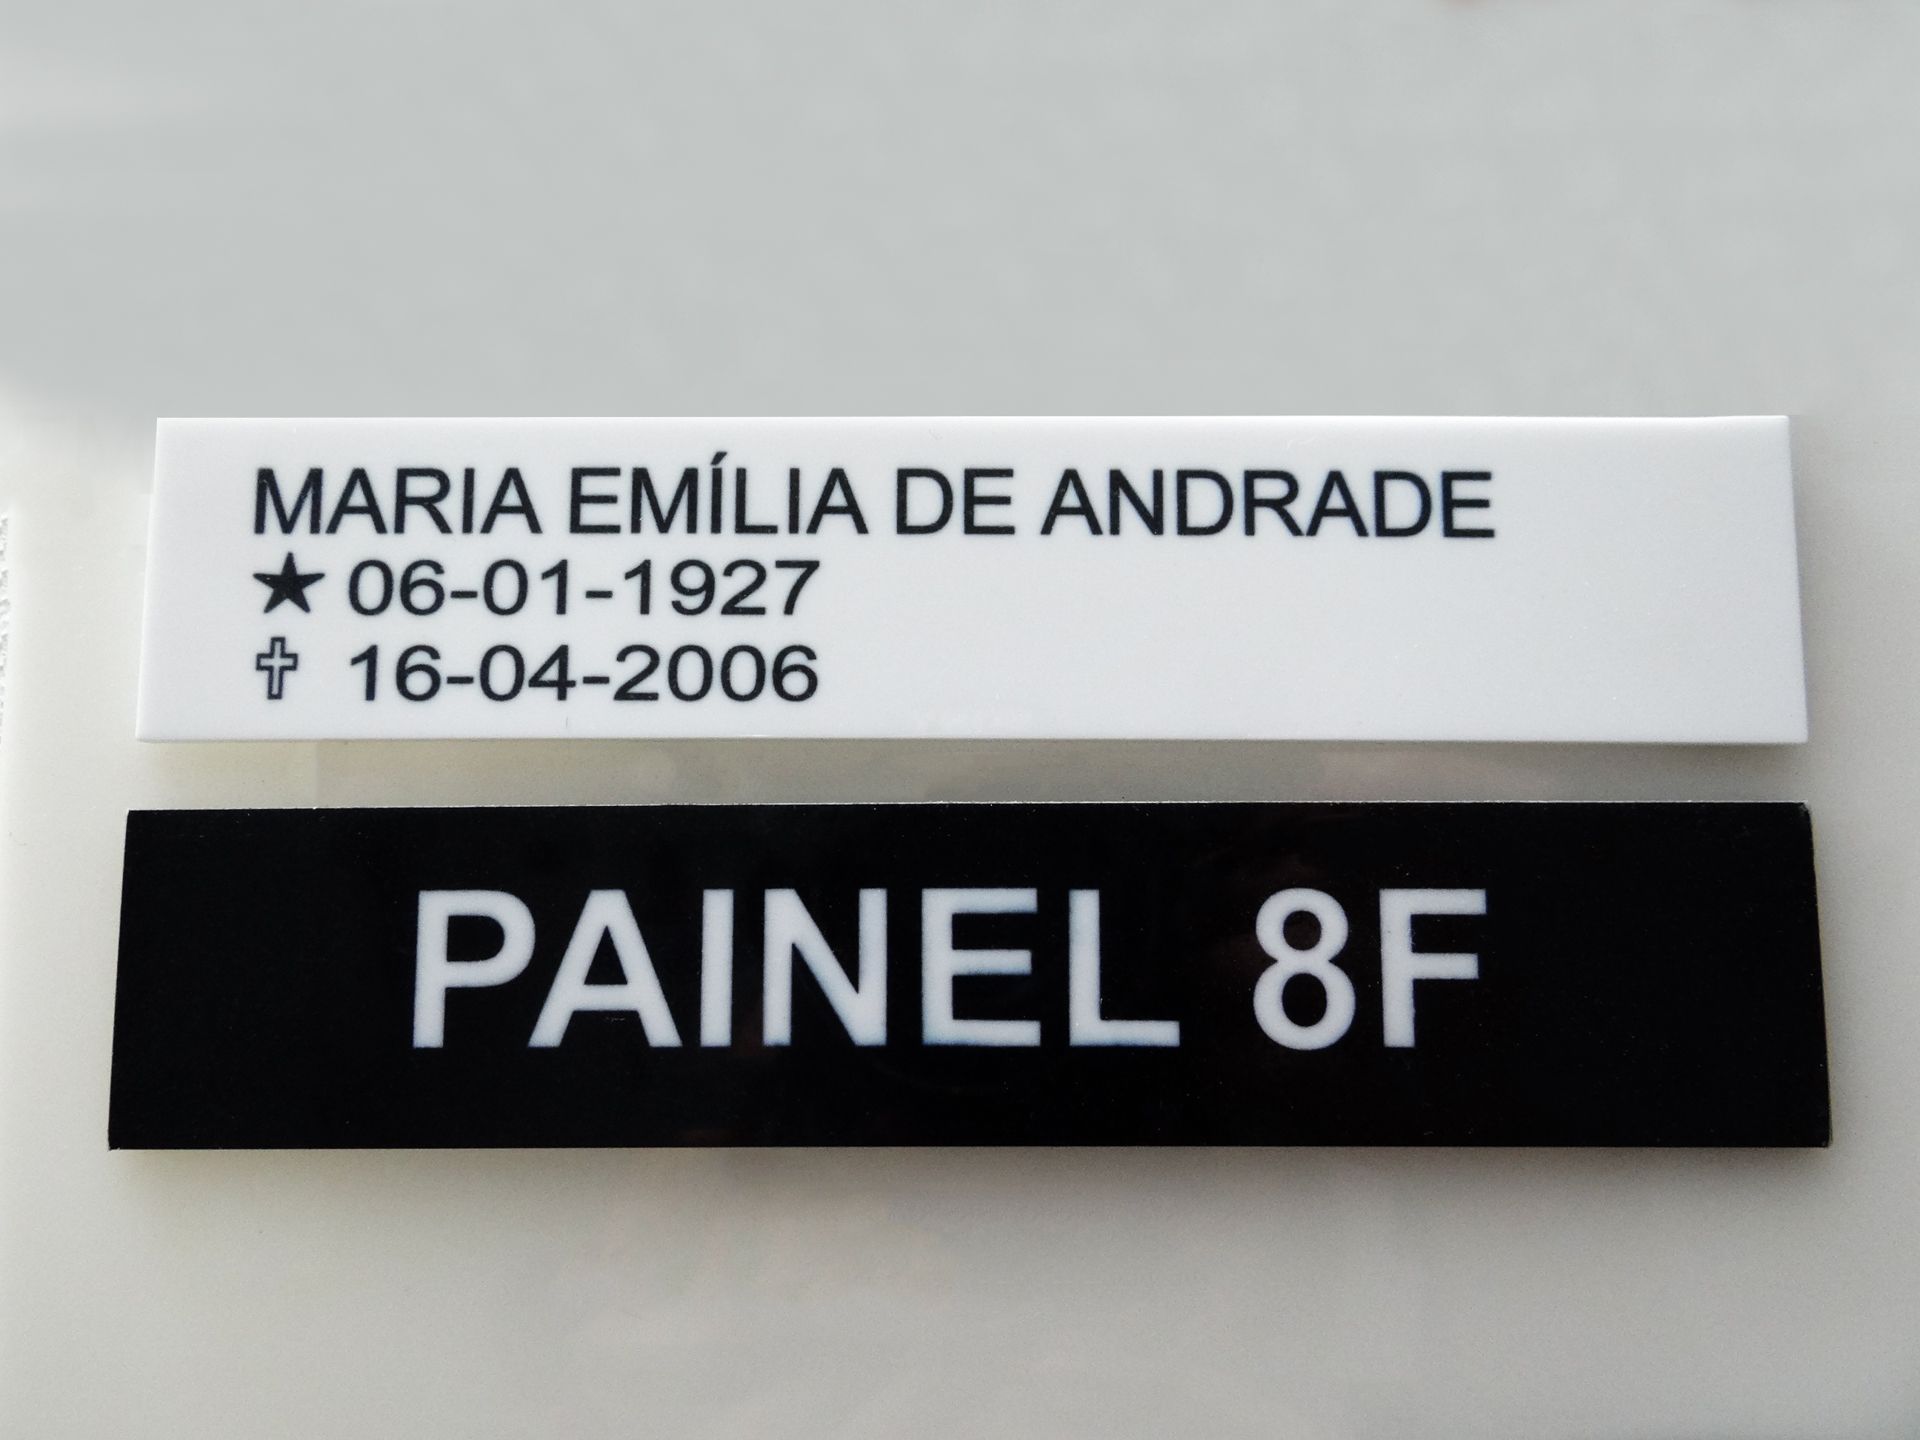 MARIA EMÍLIA DE ANDRADE
★ 06-01-1927
✝ 16-04-2006
PAINEL 8F